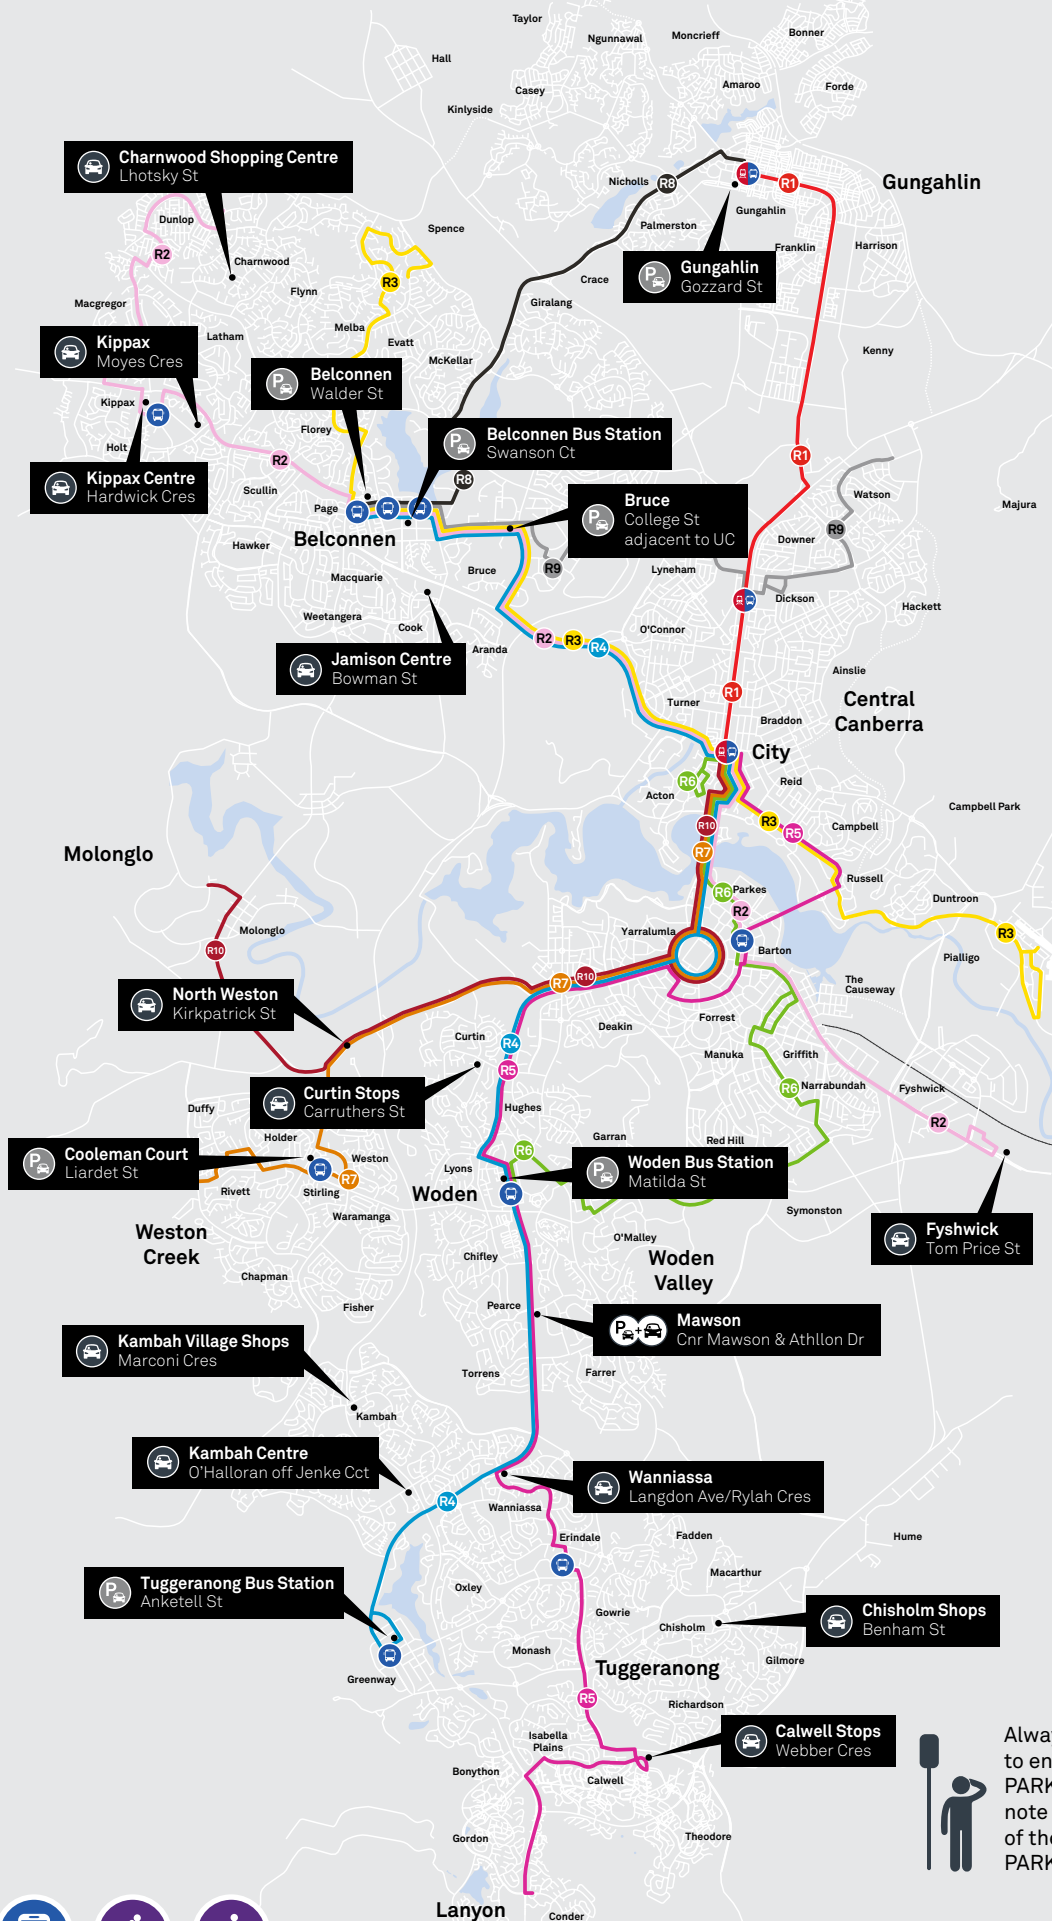 Taylor
Ngunnawal
Moncrieff
Bonner
Hall
Casey
Amaroo
Forde
Kinlyside
Charnwood Shopping Centre
Lhotsky St
Nicholls
R8
R1
Gungahlin
Gungahlin
Palmerston
Dunlop
Spence
R2
Franklin
Harrison
Charnwood
Gungahlin
Gozzard St
P
Crace
R3
Flynn
Giralang
Macgregor
Melba
Latham
Evatt
Kippax
Moyes Cres
McKellar
Kenny
Belconnen
Walder St
P
Kippax
Florey
Belconnen Bus Station
Swanson Ct
P
Holt
R1
R2
Kippax Centre
Hardwick Cres
R8
Scullin
Watson
Bruce
College St
adjacent to UC
P
Majura
Page
Belconnen
R9
Downer
Hawker
R9
Lyneham
Bruce
Macquarie
Dickson
Hackett
Weetangera
Cook
O'Connor
R2
R3
R4
Aranda
Jamison Centre
Bowman St
Ainslie
R1
Central
Canberra
Turner
Braddon
City
R6
Reid
Acton
Campbell Park
R10
R3
R5
Campbell
Molonglo
R7
Russell
R6
Parkes
Duntroon
R2
Molonglo
Yarralumla
R3
R10
Barton
Pialligo
R7
R10
The
Causeway
North Weston
Kirkpatrick St
Forrest
Deakin
Curtin
R4
Manuka
Griffith
R5
R6
Narrabundah
Fyshwick
Curtin Stops
Carruthers St
Duffy
Hughes
R2
Holder
Garran
Red Hill
Cooleman Court
Liardet St
P
R6
Weston
Lyons
Woden Bus Station
Matilda St
P
R7
Rivett
Stirling
Woden
Waramanga
Symonston
Weston
Creek
O'Malley
Fyshwick
Tom Price St
Chifley
Woden
Valley
Chapman
Fisher
Pearce
Mawson
Cnr Mawson & Athllon Dr
P
+
Kambah Village Shops
Marconi Cres
Torrens
Farrer
Kambah
Kambah Centre
O'Halloran off Jenke Cct
Wanniassa
Langdon Ave/Rylah Cres
R4
Wanniassa
Erindale
Fadden
Hume
Macarthur
Tuggeranong Bus Station
Anketell St
P
Oxley
Gowrie
Chisholm
Chisholm Shops
Benham St
Monash
Tuggeranong
Gilmore
Greenway
R5
Richardson
Isabella
Plains
Calwell Stops
Webber Cres
Bonython
Calwell
Gordon
Theodore
Lanyon
Conder
Alway
to en
PARK
note
of the
PARK